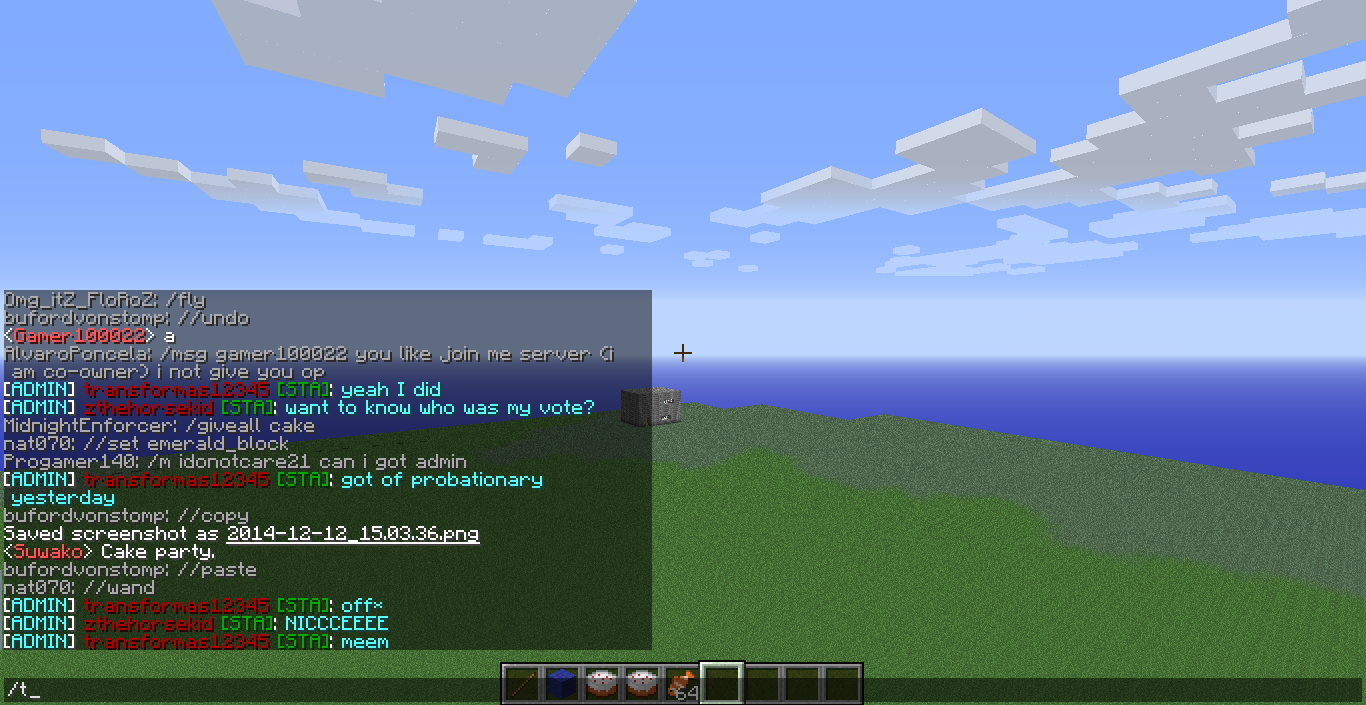 Omg_itZ_FloRoZ: /fly
bufordvonstomp: //undo
<Gamer100022> a
AlvaroPoncela: /msg gamer100022 you like join me server (i
am co-owner) i not give you op
[ADMIN] transformas12345 [STA]: yeah I did
[ADMIN] zthehorsekid [STA]: want to know who was my vote?
MidnightEnforcer: /giveall cake
nat070: //set emerald_block
Progamer140: /m idonotcare21 can i got admin
[ADMIN] transformas12345 [STA]: got of probationary
yesterday
bufordvonstomp: //copy
Saved screenshot as 2014-12-12_15.03.36.png
<Suwako> Cake party.
bufordvonstomp: //paste
nat070: //wand
[ADMIN] transformas12345 [STA]: off*
[ADMIN] zthehorsekid [STA]: NICCCEEEE
[ADMIN] transformas12345 [STA]: meem
64
/t_